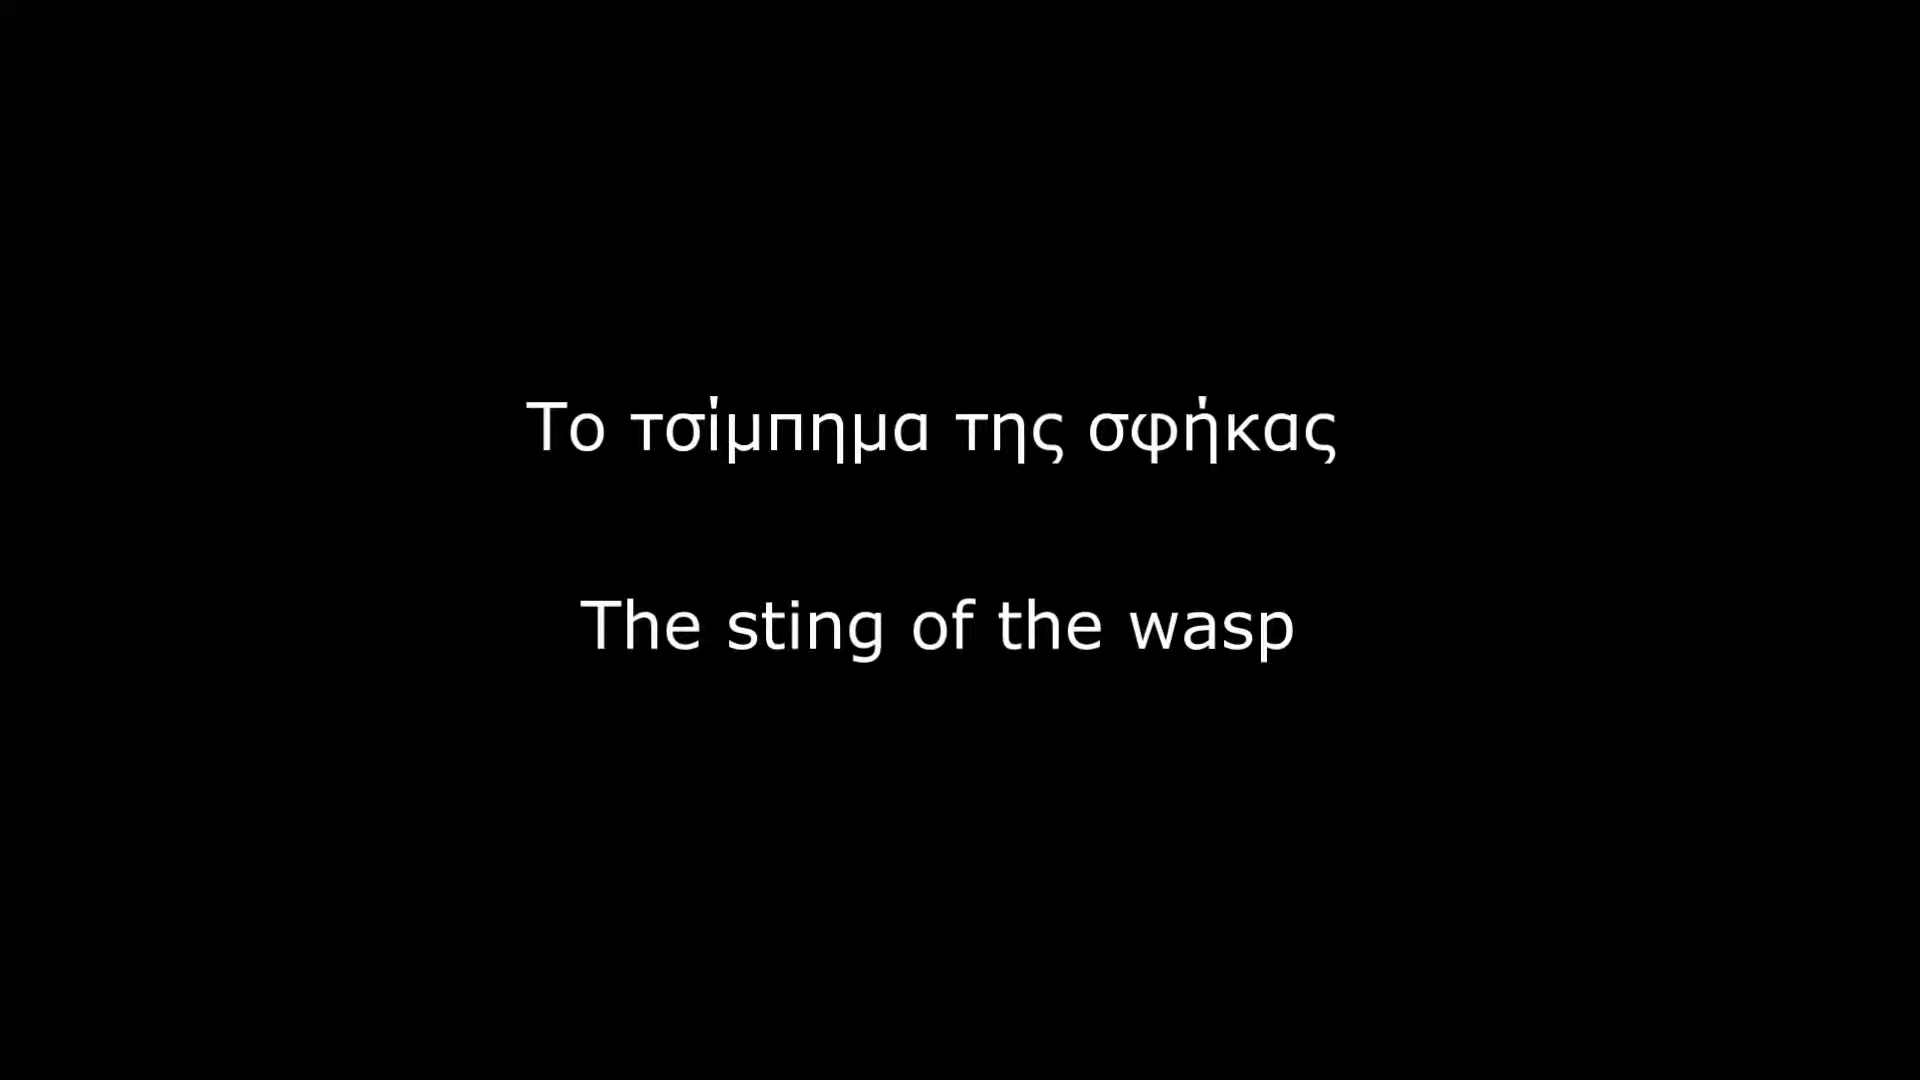 Το τσίμπημα της σφήκας
The sting of the wasp